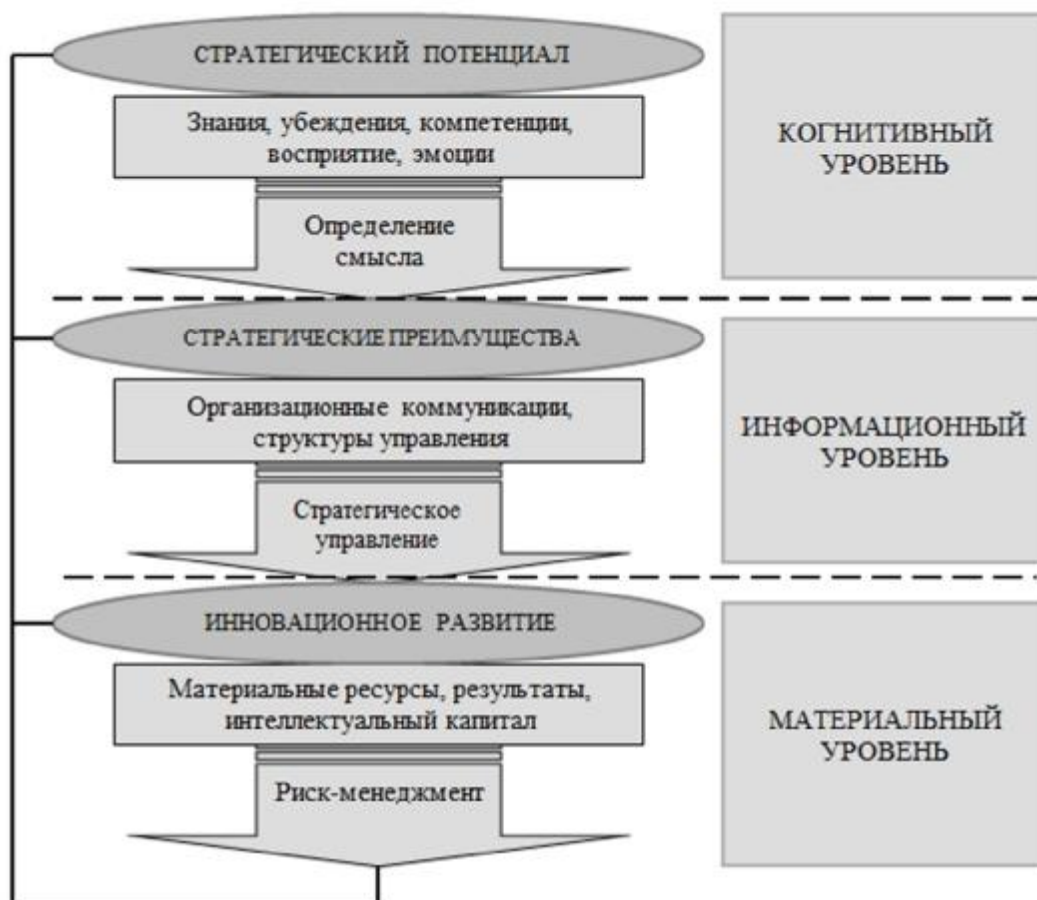 СТРАТЕГИЧЕСКИЙ ПОТЕНЦИАЛ
Знания, убеждения, компетенции,
восприятие, эмоции
Определение
смысла
КОГНИТИВНЫЙ
УРОВЕНЬ
СТРАТЕГИЧЕСКИЕ ПРЕИМУЩЕСТВА
Организационные коммуникации,
структуры управления
Стратегическое
управление
ИНФОРМАЦИОННЫЙ
УРОВЕНЬ
ИННОВАЦИОННОЕ РАЗВИТИЕ
Материальные ресурсы, результаты,
интеллектуальный капитал
Риск-менеджмент
МАТЕРИАЛЬНЫЙ
УРОВЕНЬ